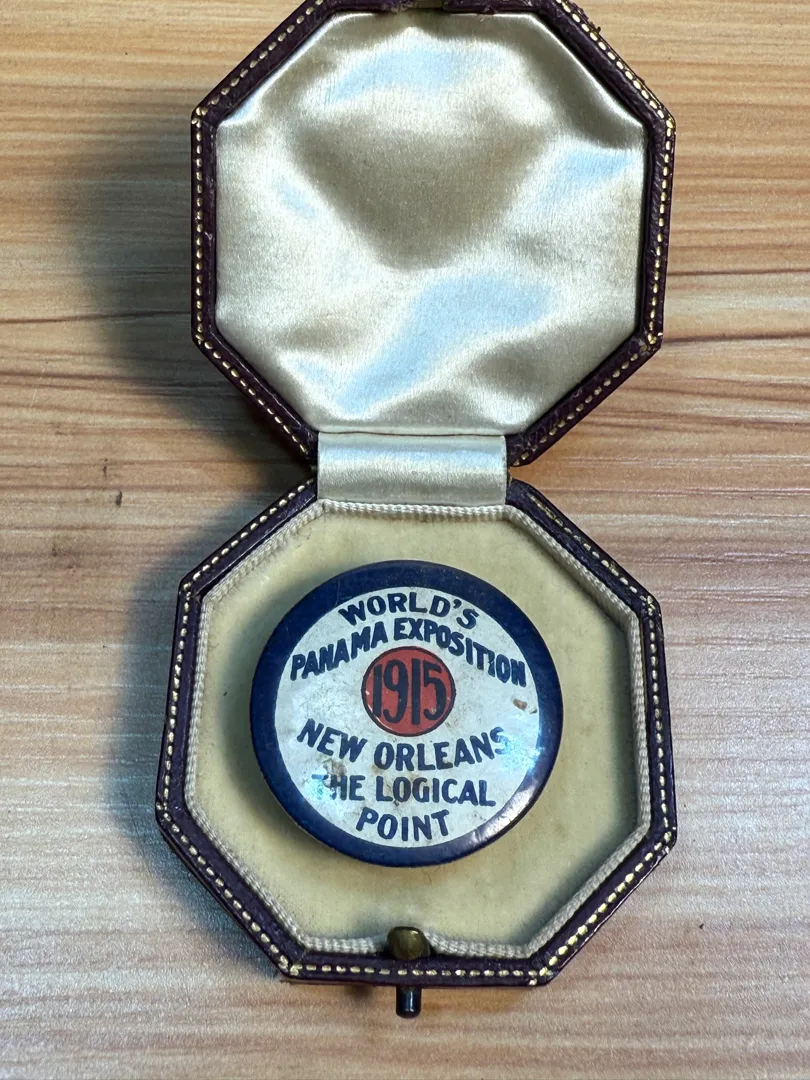 WORLD'S
PANAMA EXPOSITION
1915
NEW ORLEANS
THE LOGICAL
POINT